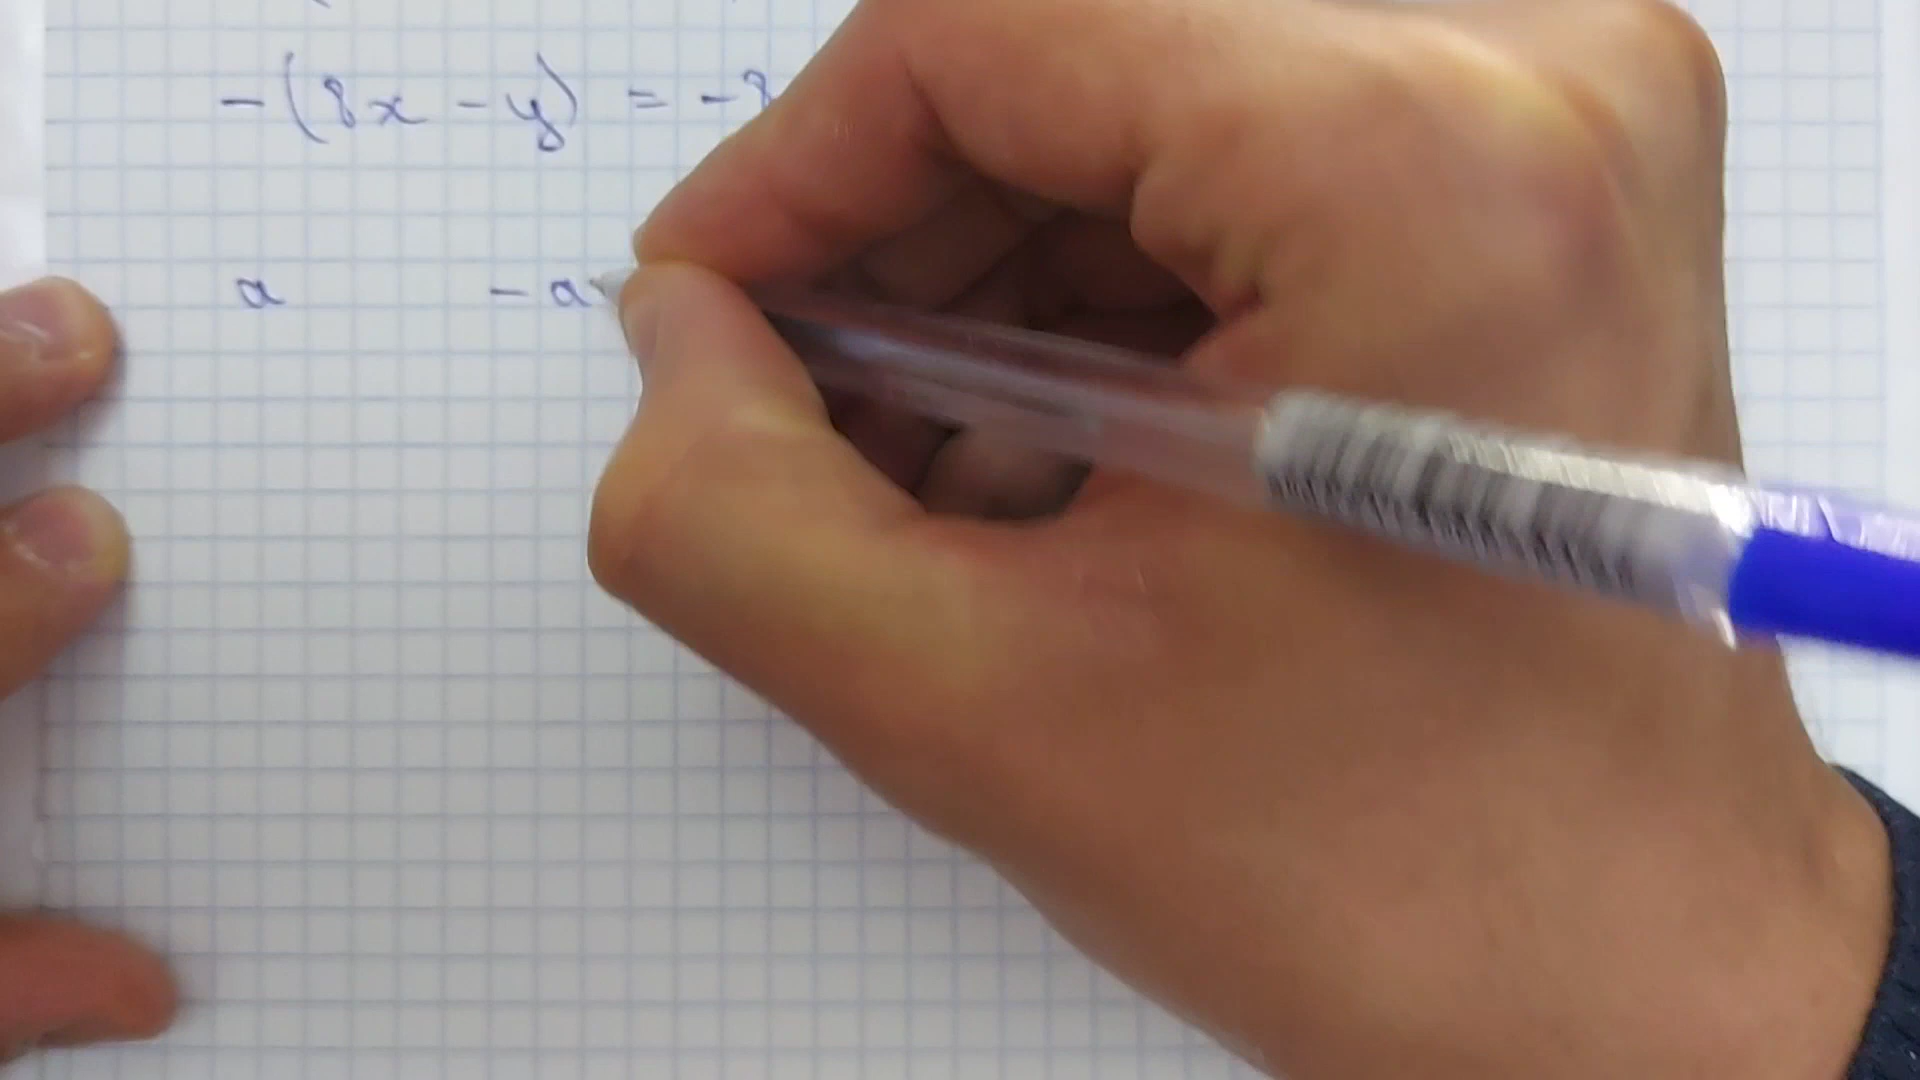 -(8x - y) = -8
a -a